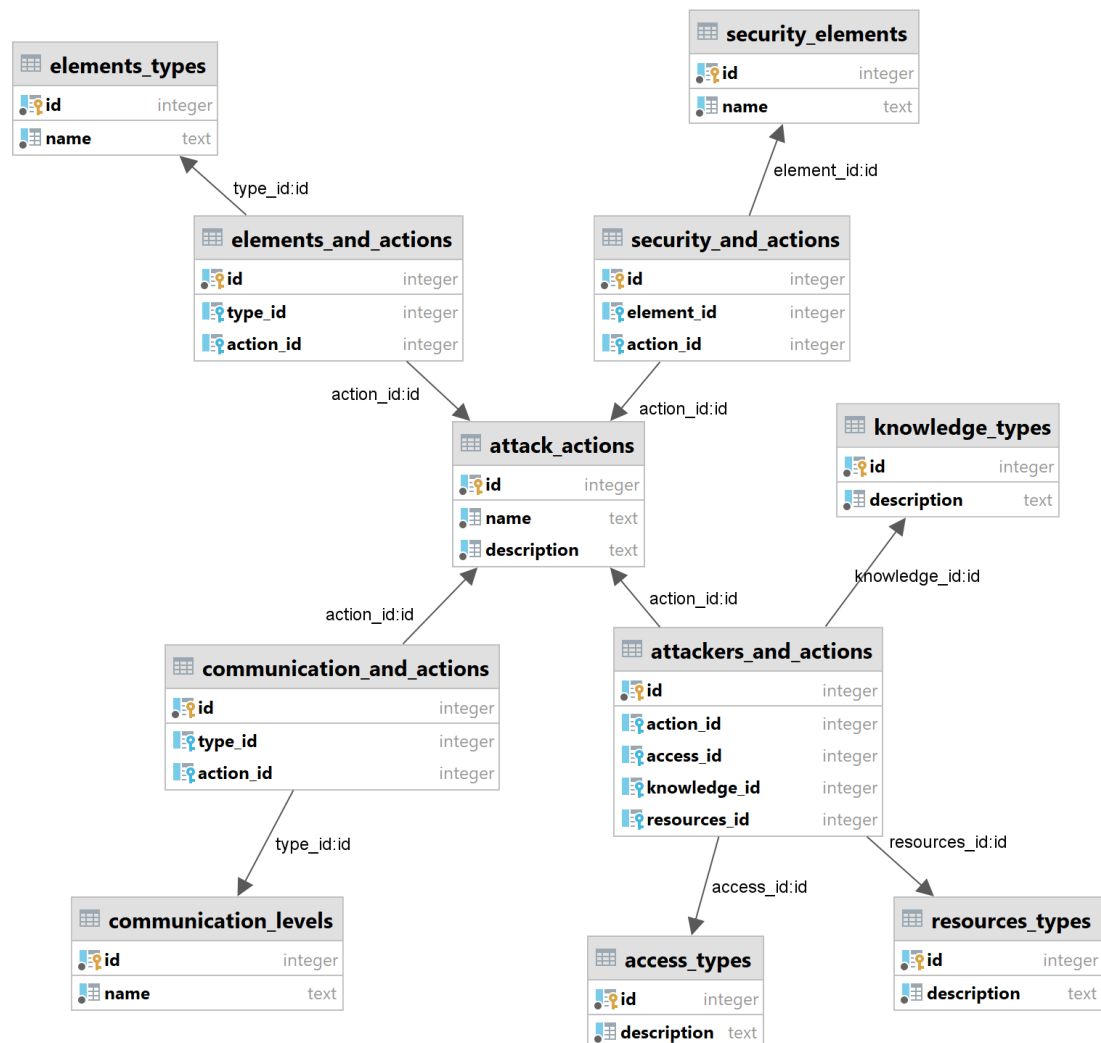 security_elements
id integer
name text
elements_types
id integer
name text
element_id:id
type_id:id
elements_and_actions
id integer
type_id integer
action_id integer
security_and_actions
id integer
element_id integer
action_id integer
action_id:id
action_id:id
attack_actions
id integer
name text
description text
knowledge_types
id integer
description text
knowledge_id:id
action_id:id
action_id:id
communication_and_actions
id integer
type_id integer
action_id integer
attackers_and_actions
id integer
action_id integer
access_id integer
knowledge_id integer
resources_id integer
type_id:id
resources_id:id
access_id:id
communication_levels
id integer
name text
access_types
id integer
description text
resources_types
id integer
description text